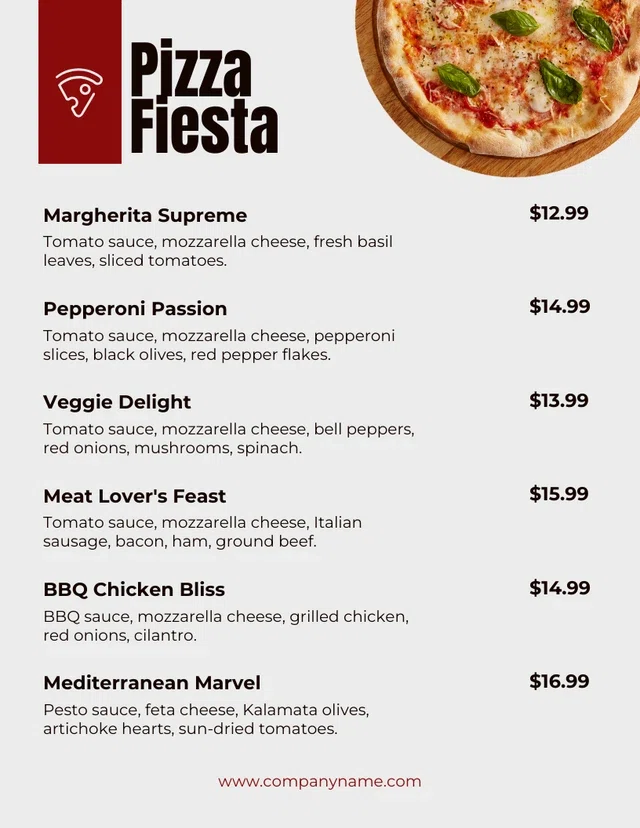 Pizza
Fiesta
Margherita Supreme $12.99
Tomato sauce, mozzarella cheese, fresh basil
leaves, sliced tomatoes.
Pepperoni Passion $14.99
Tomato sauce, mozzarella cheese, pepperoni
slices, black olives, red pepper flakes.
Veggie Delight $13.99
Tomato sauce, mozzarella cheese, bell peppers,
red onions, mushrooms, spinach.
Meat Lover's Feast $15.99
Tomato sauce, mozzarella cheese, Italian
sausage, bacon, ham, ground beef.
BBQ Chicken Bliss $14.99
BBQ sauce, mozzarella cheese, grilled chicken,
red onions, cilantro.
Mediterranean Marvel $16.99
Pesto sauce, feta cheese, Kalamata olives,
artichoke hearts, sun-dried tomatoes.
www.companyname.com